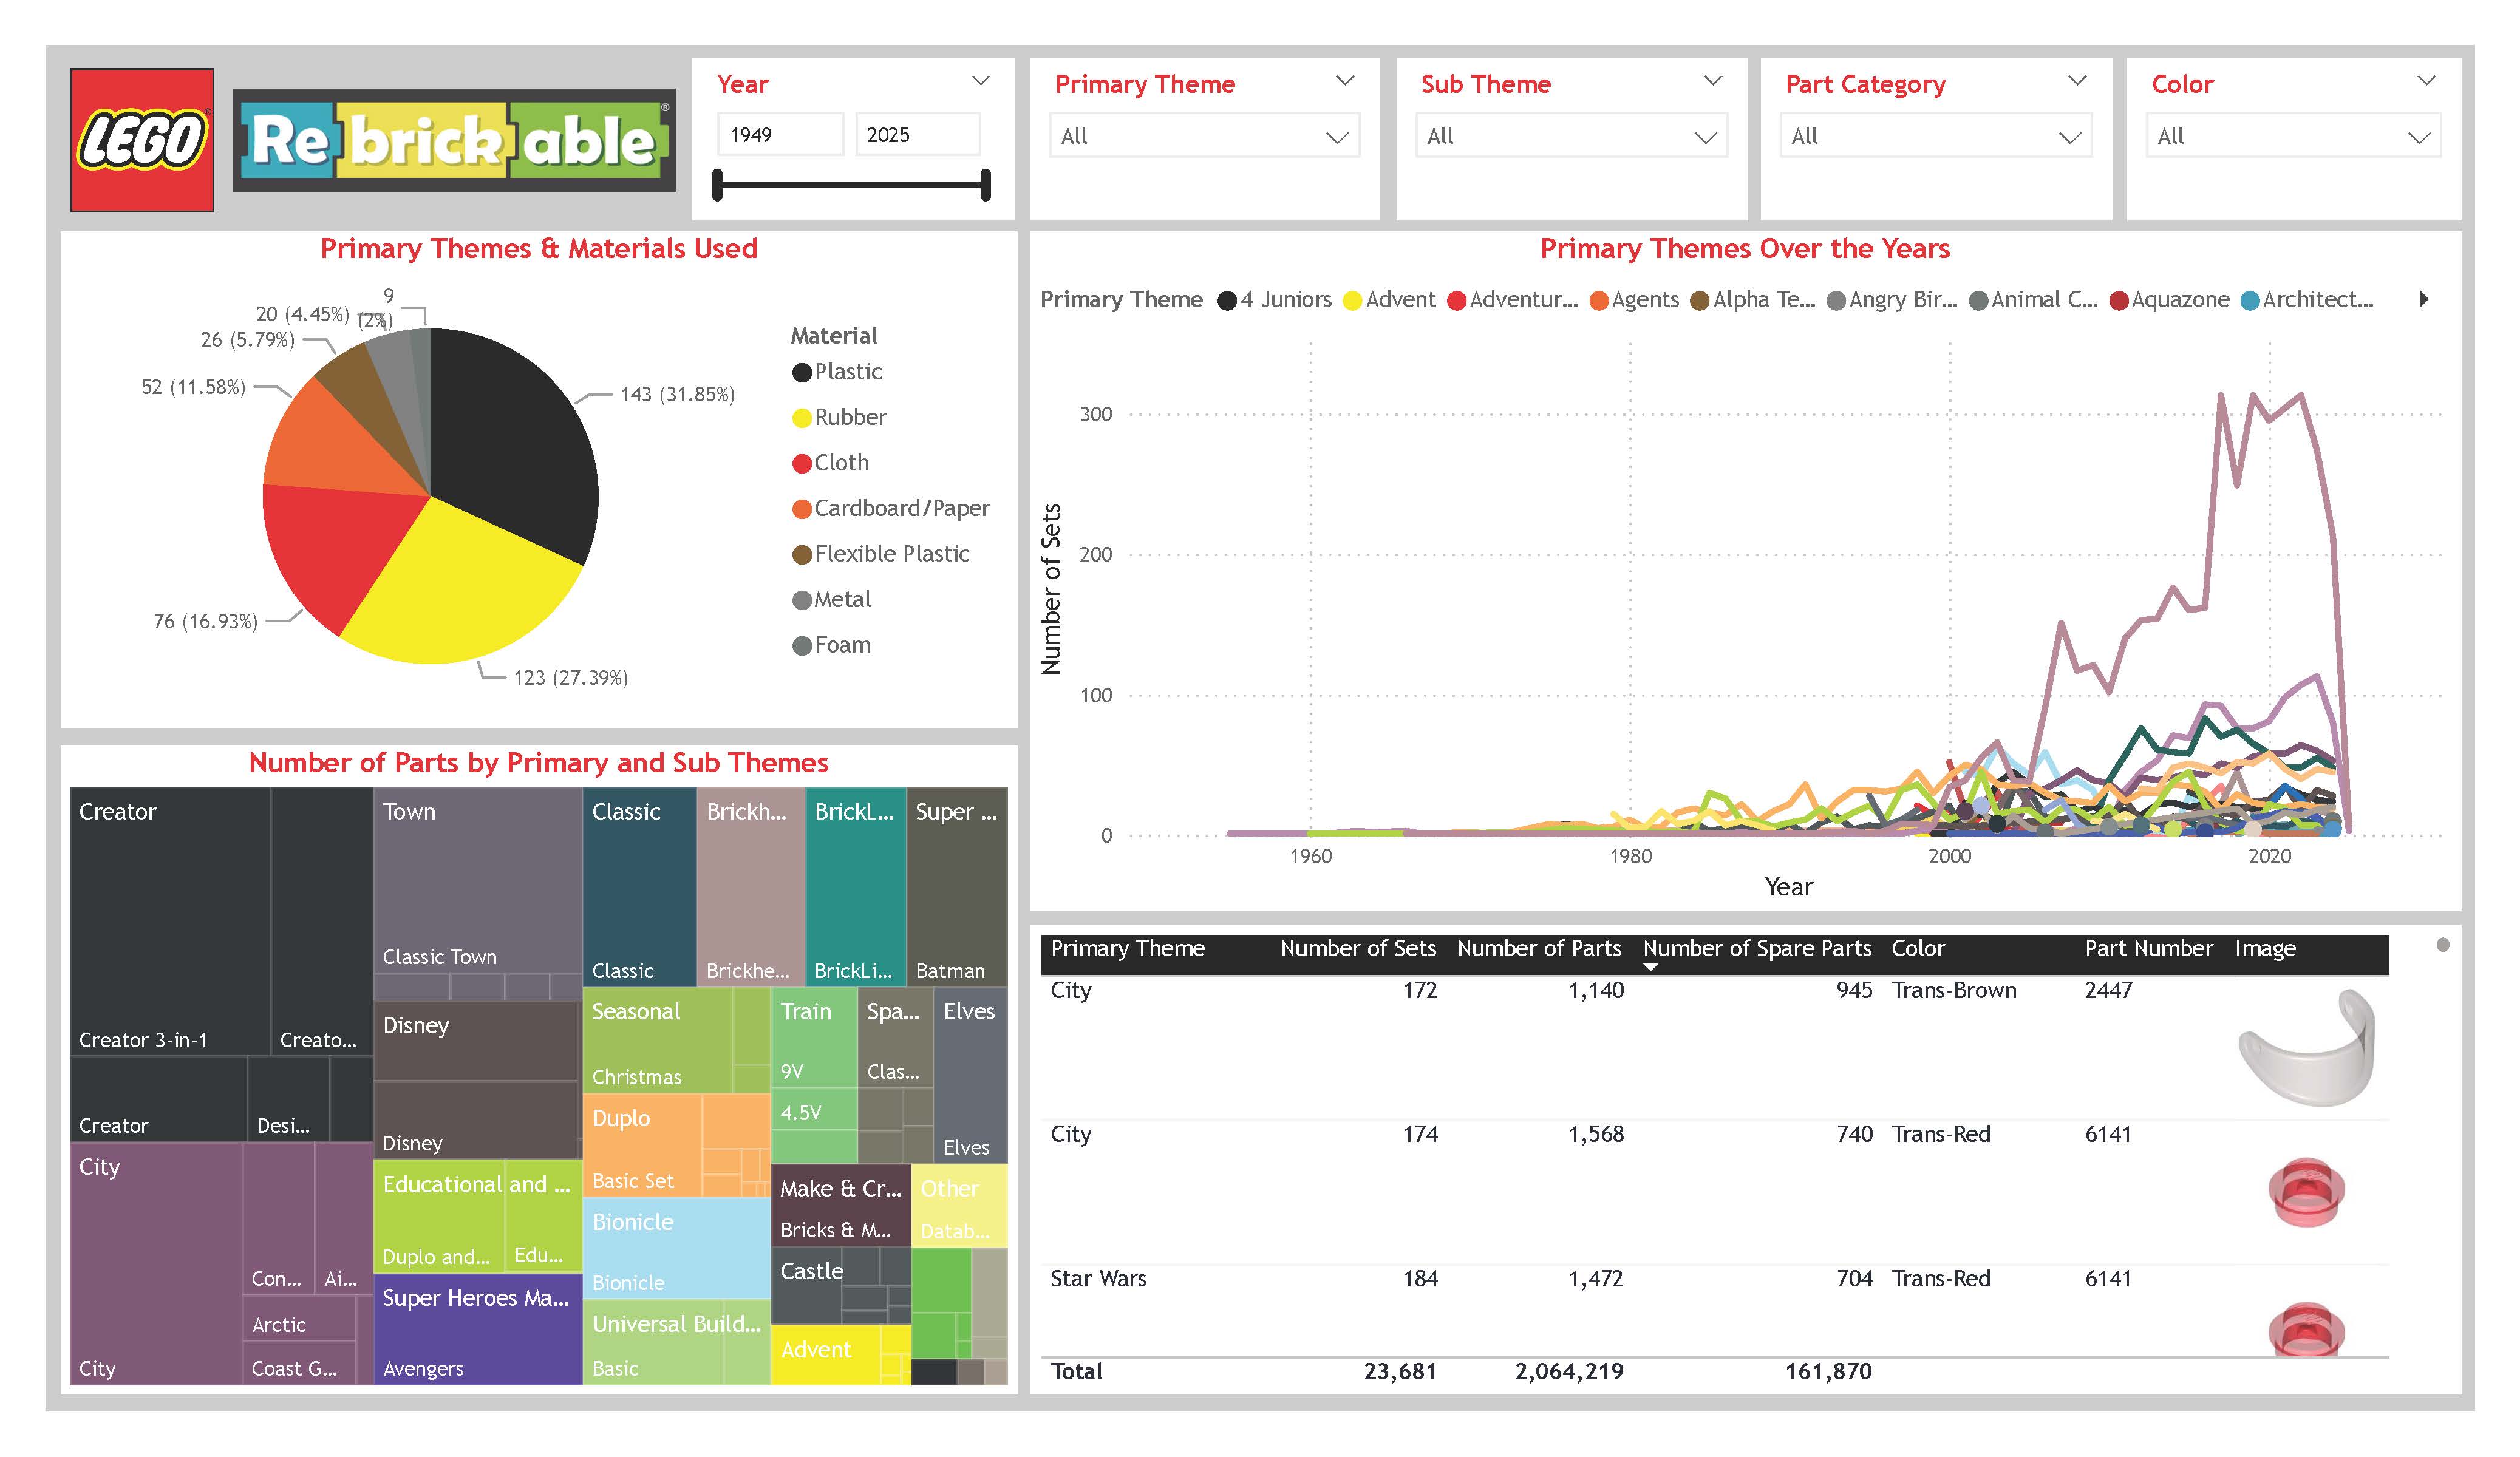 LEGO
Rebrickable
Year
1949 2025
Primary Theme
All
Sub Theme
All
Part Category
All
Color
All
Primary Themes & Materials Used
9
(2%)
20 (4.45%)
26 (5.79%)
52 (11.58%)
143 (31.85%)
76 (16.93%)
123 (27.39%)
Material
Plastic
Rubber
Cloth
Cardboard/Paper
Flexible Plastic
Metal
Foam
Primary Themes Over the Years
Primary Theme 4 Juniors Advent Adventur... Agents Alpha Te... Angry Bir... Animal C... Aquazone Architect...
Number of Sets
300
200
100
0
1960 1980 2000 2020
Year
Number of Parts by Primary and Sub Themes
Creator
Creator 3-in-1
Creato...
Creator
Desi...
City
Con...
Ai...
Arctic
City
Coast G...
Town
Classic Town
Disney
Disney
Educational and ...
Duplo and...
Edu...
Super Heroes Ma...
Avengers
Classic
Classic
Brickh...
Brickhe...
BrickL...
BrickLi...
Super ...
Batman
Seasonal
Christmas
Duplo
Basic Set
Bionicle
Bionicle
Universal Build...
Basic
Train
9V
4.5V
Spa...
Clas...
Elves
Elves
Make & Cr...
Bricks & M...
Other
Datab...
Castle
Advent
Primary Theme Number of Sets Number of Parts Number of Spare Parts Color Part Number Image
City 172 1,140 945 Trans-Brown 2447
City 174 1,568 740 Trans-Red 6141
Star Wars 184 1,472 704 Trans-Red 6141
Total 23,681 2,064,219 161,870